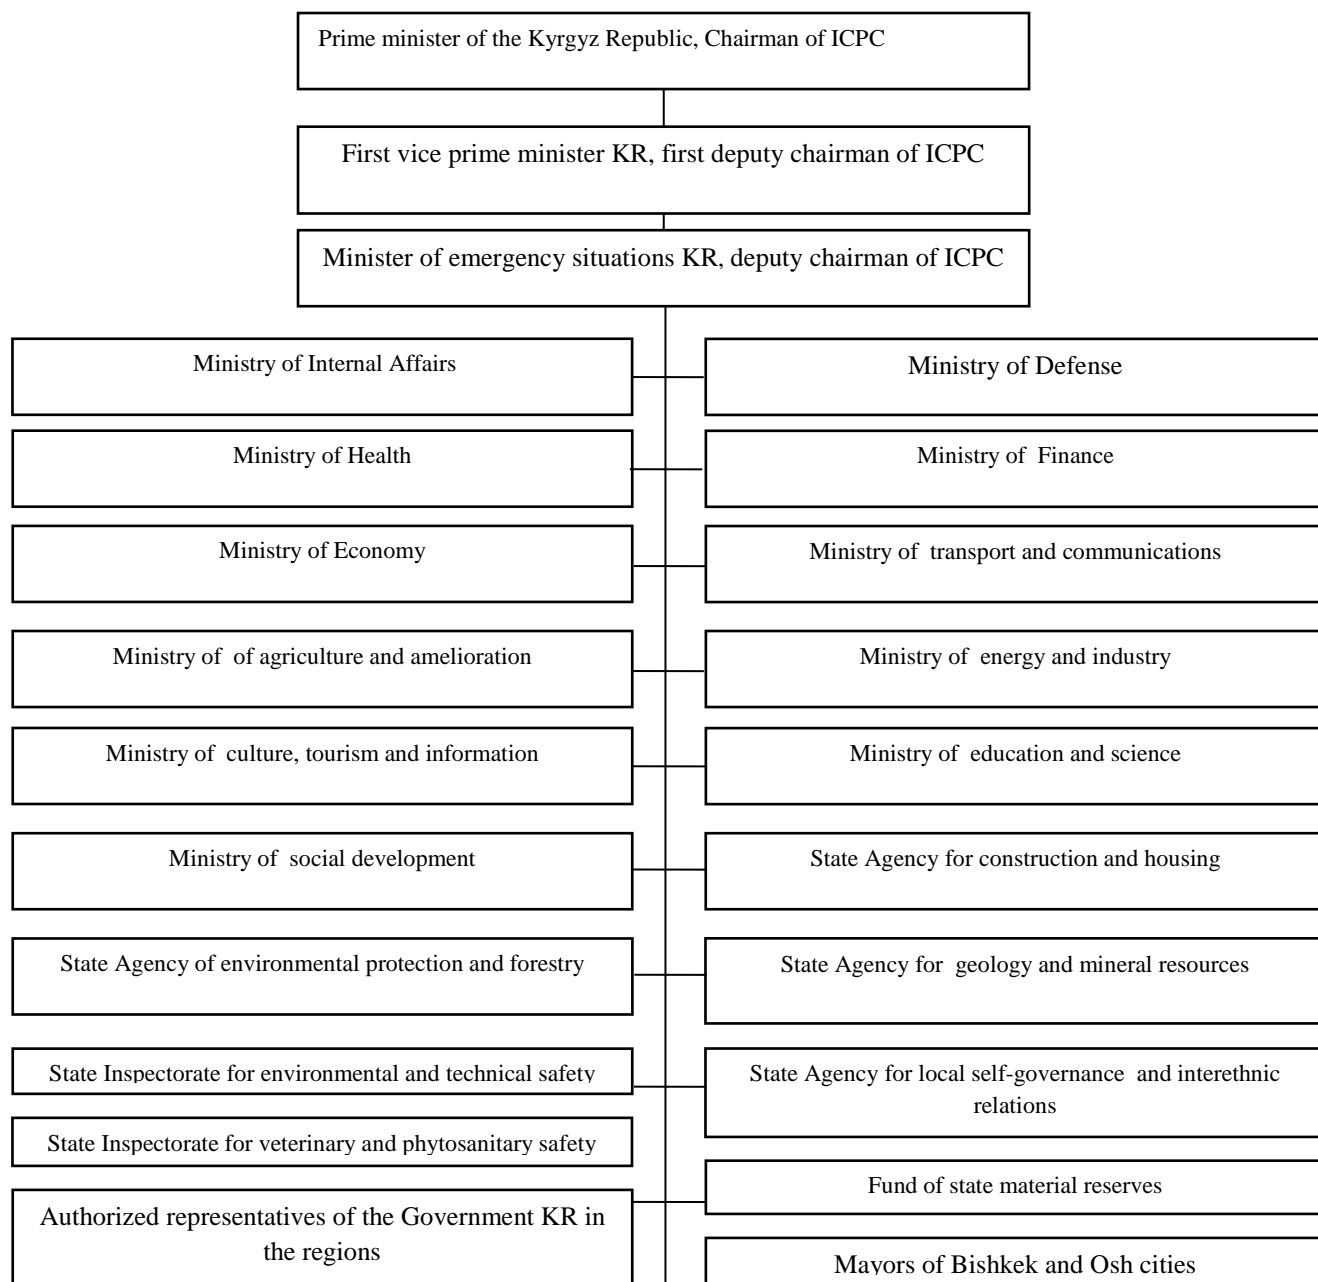 Prime minister of the Kyrgyz Republic, Chairman of ICPC
First vice prime minister KR, first deputy chairman of ICPC
Minister of emergency situations KR, deputy chairman of ICPC
Ministry of Internal Affairs
Ministry of Defense
Ministry of Health
Ministry of Finance
Ministry of Economy
Ministry of transport and communications
Ministry of of agriculture and amelioration
Ministry of energy and industry
Ministry of culture, tourism and information
Ministry of education and science
Ministry of social development
State Agency for construction and housing
State Agency of environmental protection and forestry
State Agency for geology and mineral resources
State Inspectorate for environmental and technical safety
State Agency for local self-governance and interethnic
relations
State Inspectorate for veterinary and phytosanitary safety
Fund of state material reserves
Authorized representatives of the Government KR in
the regions
Mayors of Bishkek and Osh cities